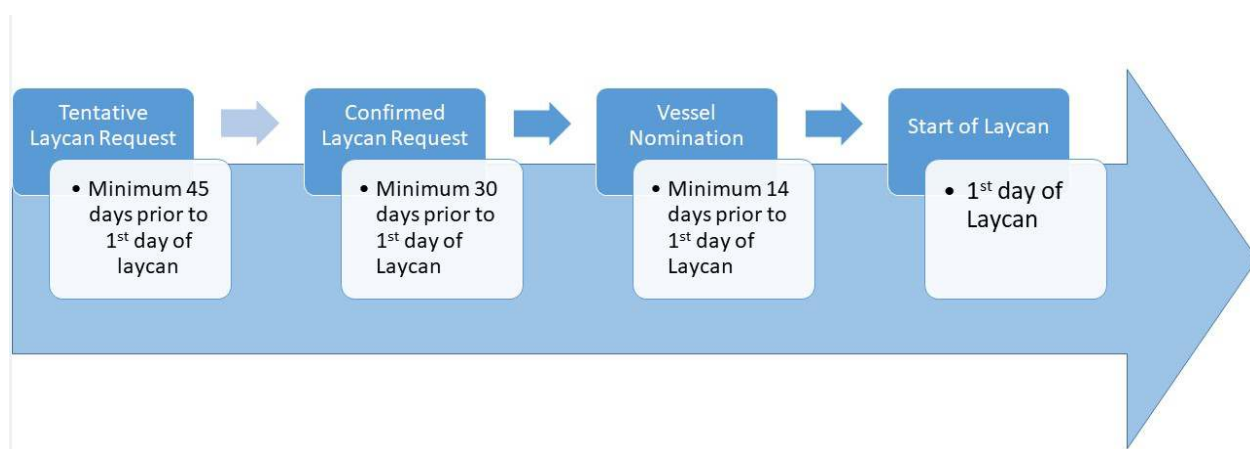 Tentative
Laycan Request
• Minimum 45
days prior to
1st day of
laycan
Confirmed
Laycan Request
• Minimum 30
days prior to
1st day of
Laycan
Vessel
Nomination
• Minimum 14
days prior to
1st day of
Laycan
Start of Laycan
• 1st day of
Laycan